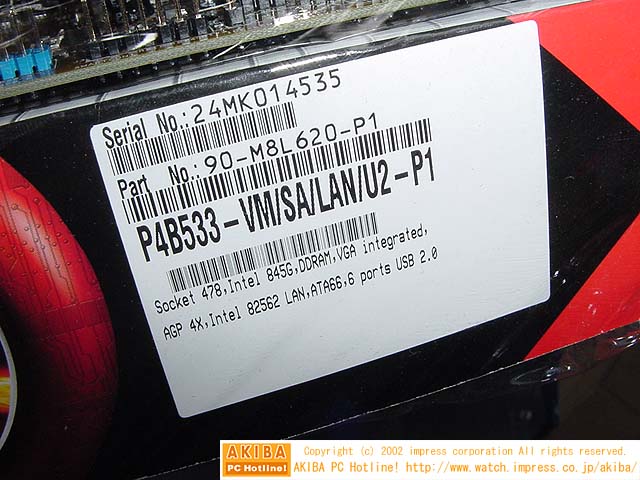 Serial No.:24MK014535
Part No.:90-M8L620-P1
P4B533-VM/SA/LAN/U2-P1
Socket 478,Intel 845G,DDRAM,VGA integrated,
AGP 4X,Intel 82562 LAN,ATA66,6 ports USB 2.0
AKIBA
PC Hotline!
Copyright (c) 2002 impress corporation All rights reserved.
AKIBA PC Hotline! http://www.watch.impress.co.jp/akiba/